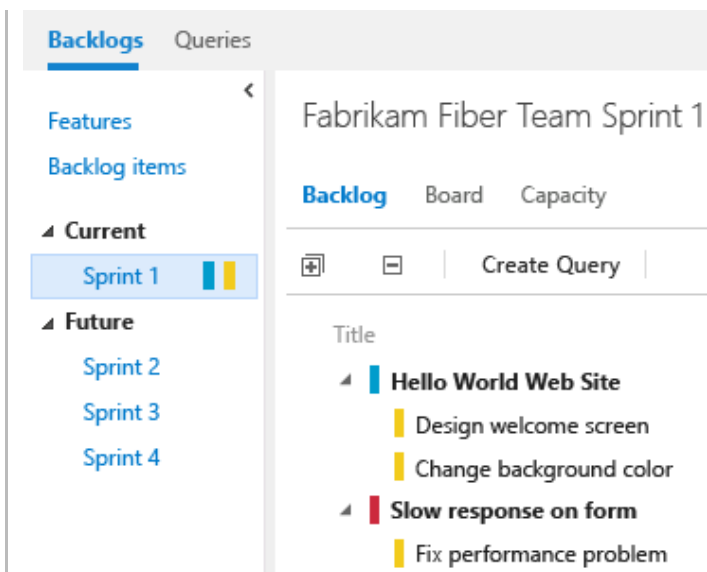 Backlogs Queries
Features
Backlog items
Current
Sprint 1
Future
Sprint 2
Sprint 3
Sprint 4
Fabrikam Fiber Team Sprint 1
Backlog Board Capacity
Create Query
Title
Hello World Web Site
Design welcome screen
Change background color
Slow response on form
Fix performance problem